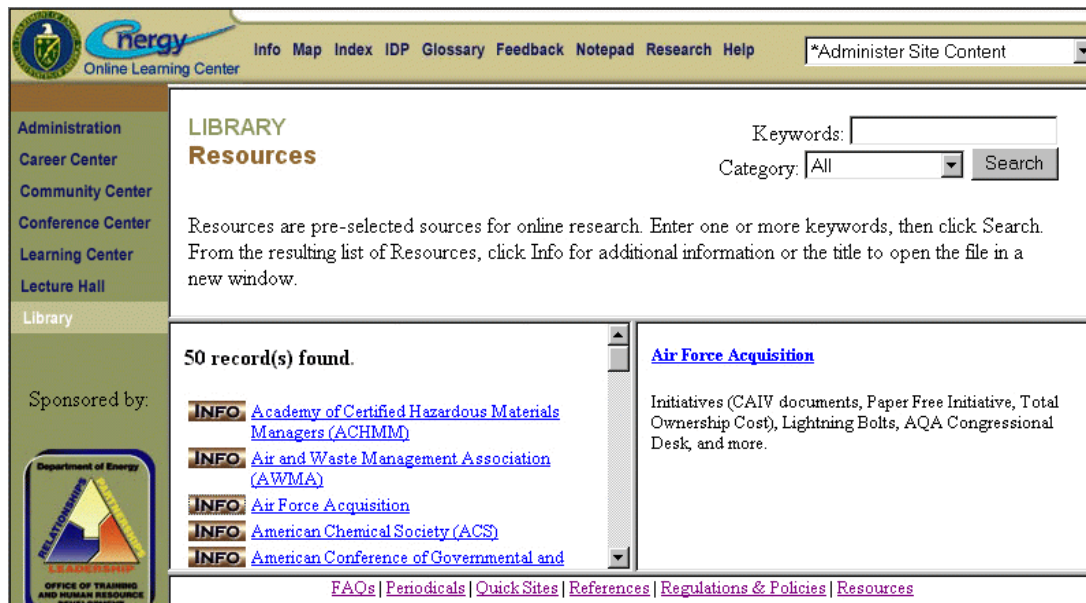 energy
Online Learning Center
Info Map Index IDP Glossary Feedback Notepad Research Help
*Administer Site Content
Administration
Career Center
Community Center
Conference Center
Learning Center
Lecture Hall
Library
Sponsored by:
Department of Energy
RELATIONSHIPS
PARTNERSHIPS
LEADERSHIP
OFFICE OF TRAINING
AND HUMAN RESOURCE
DEVELOPMENT
LIBRARY
Resources
Keywords:
Category: All Search
Resources are pre-selected sources for online research. Enter one or more keywords, then click Search.
From the resulting list of Resources, click Info for additional information or the title to open the file in a
new window.
50 record(s) found.
INFO Academy of Certified Hazardous Materials
Managers (ACHMM)
INFO Air and Waste Management Association
(AWMA)
INFO Air Force Acquisition
INFO American Chemical Society (ACS)
INFO American Conference of Governmental and
Air Force Acquisition
Initiatives (CAIV documents, Paper Free Initiative, Total
Ownership Cost), Lightning Bolts, AQA Congressional
Desk, and more.
FAQs | Periodicals | Quick Sites | References | Regulations & Policies | Resources